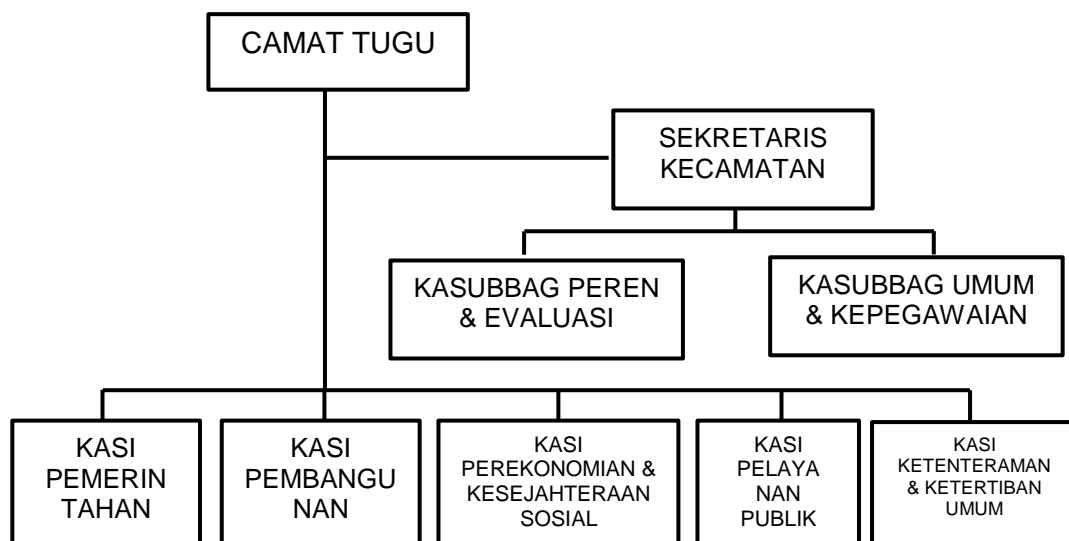 CAMAT TUGU
SEKRETARIS
KECAMATAN
KASUBBAG PEREN
& EVALUASI
KASUBBAG UMUM
& KEPEGAWAIAN
KASI
PEMERIN
TAHAN
KASI
PEMBANGU
NAN
KASI
PEREKONOMIAN &
KESEJAHTERAAN
SOSIAL
KASI
PELAYA
NAN
PUBLIK
KASI
KETENTERAMAN
& KETERTIBAN
UMUM